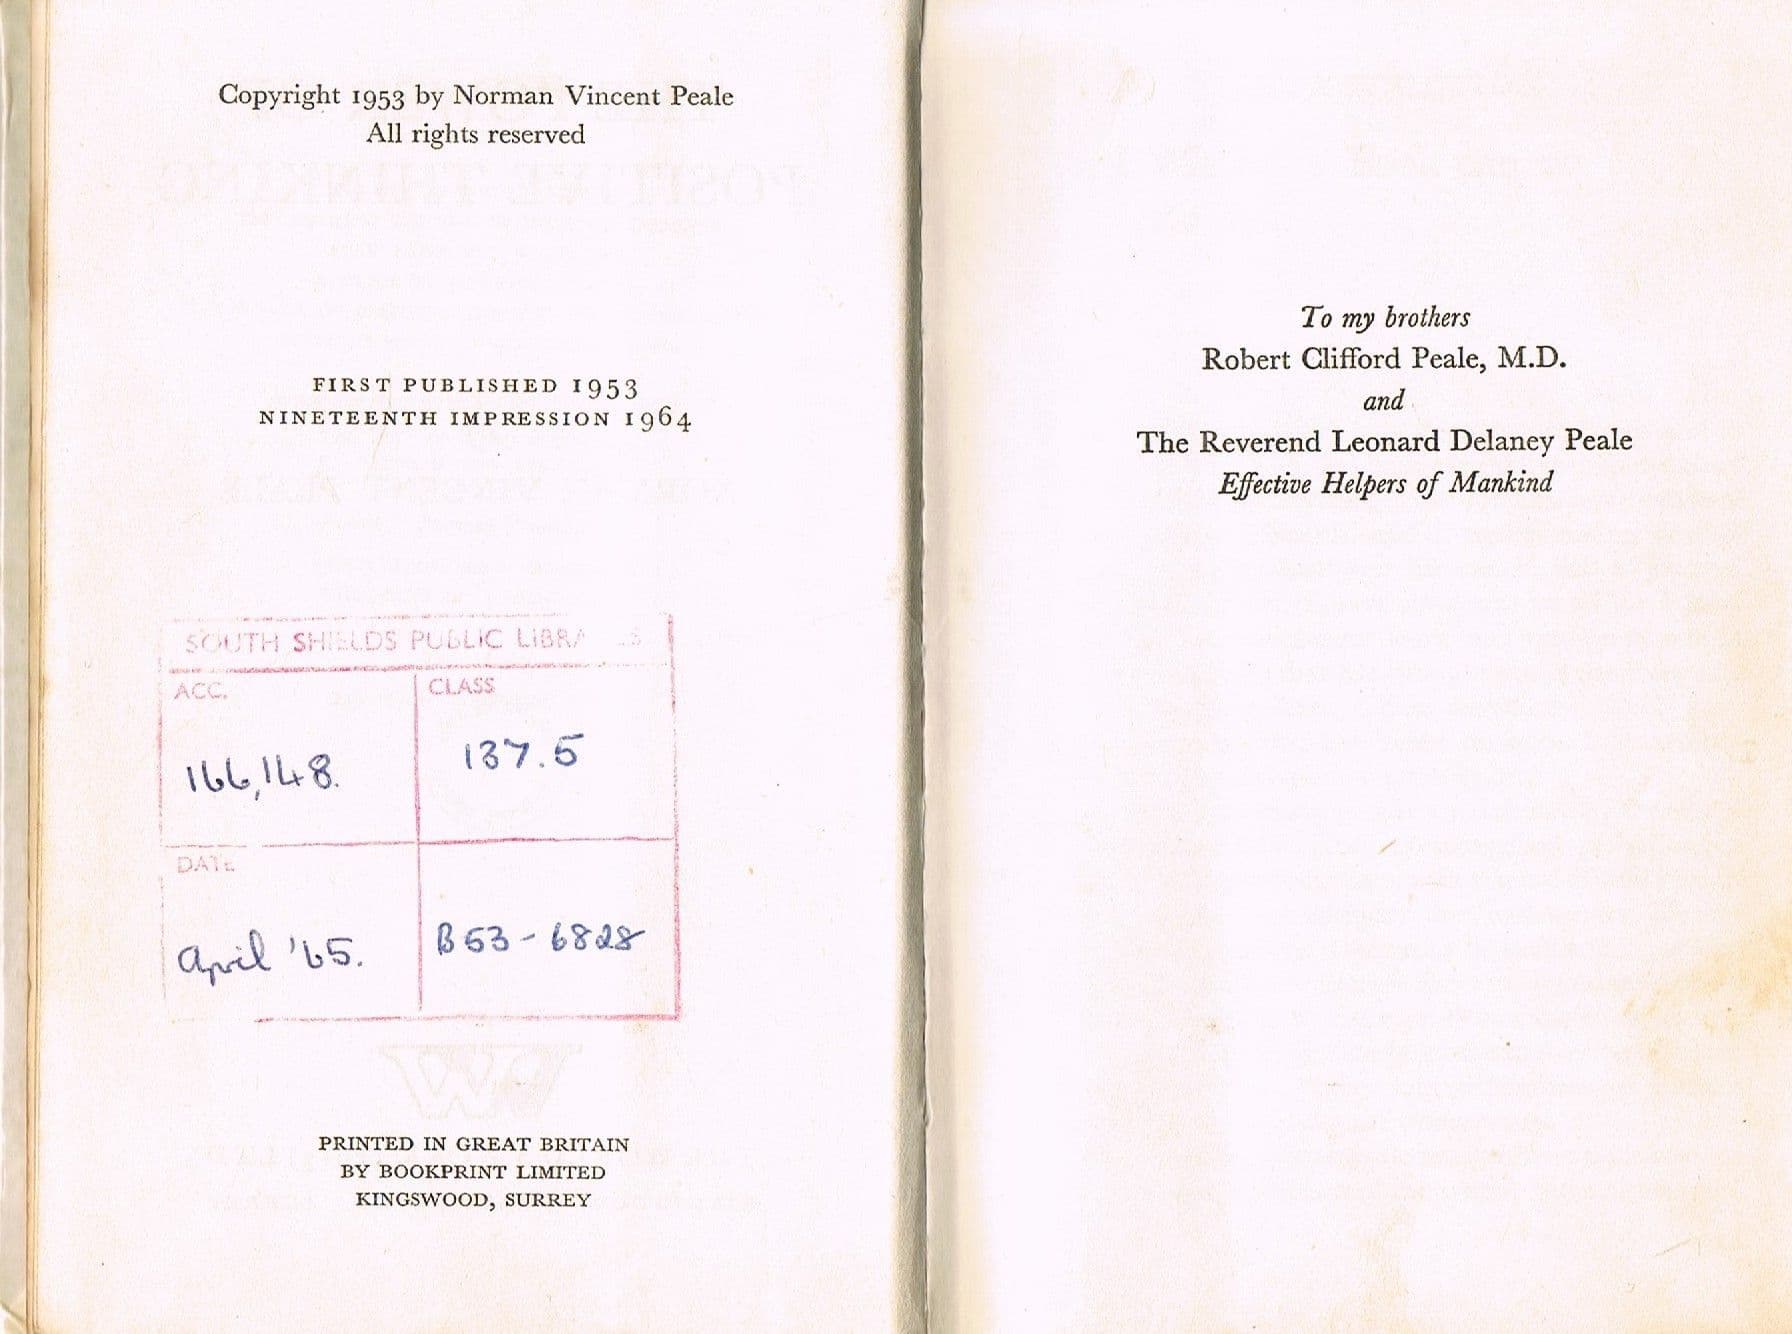 Copyright 1953 by Norman Vincent Peale
All rights reserved
FIRST PUBLISHED 1953
NINETEENTH IMPRESSION 1964
SOUTH SHIELDS PUBLIC
ACC.
CLASS
166,148.
137.5
DATE
April '65.
B53-6828
PRINTED IN GREAT BRITAIN
BY BOOKPRINT LIMITED
KINGSWOOD, SURREY
To my brothers
Robert Clifford Peale, M.D.
and
The Reverend Leonard Delaney Peale
Effective Helpers of Mankind